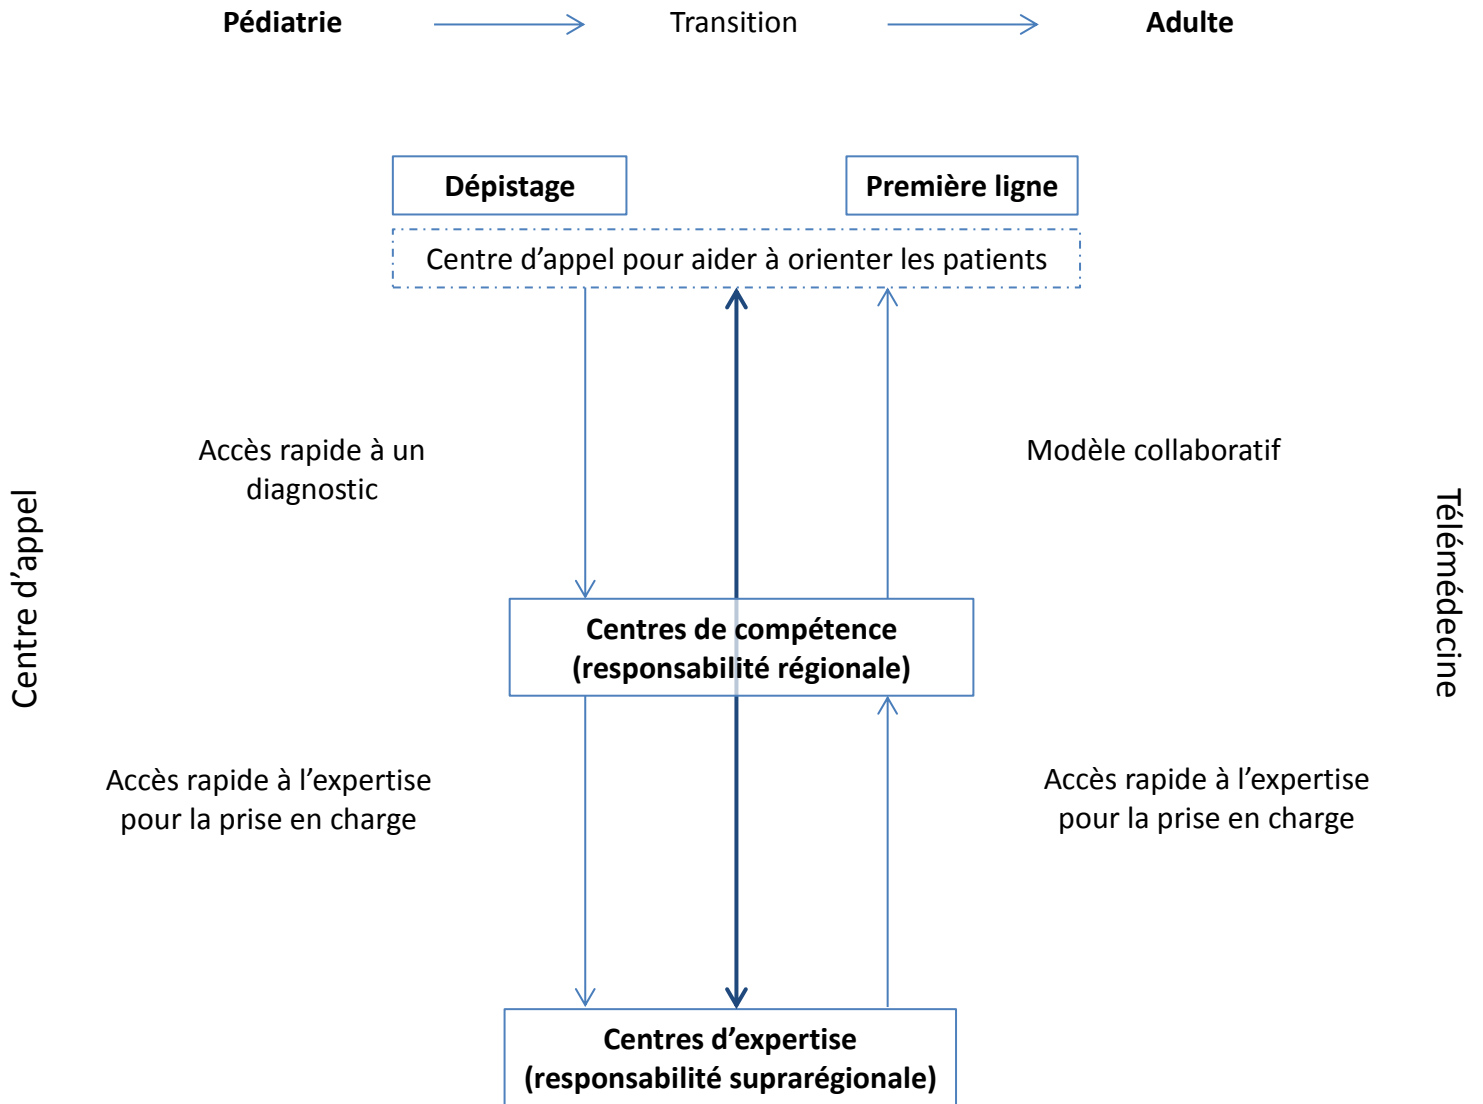 Pédiatrie
Transition
Adulte
Dépistage
Première ligne
Centre d’appel pour aider à orienter les patients
Accès rapide à un
diagnostic
Modèle collaboratif
Centre d’appel
Télémédecine
Centres de compétence
(responsabilité régionale)
Accès rapide à l’expertise
pour la prise en charge
Accès rapide à l’expertise
pour la prise en charge
Centres d’expertise
(responsabilité suprarégionale)